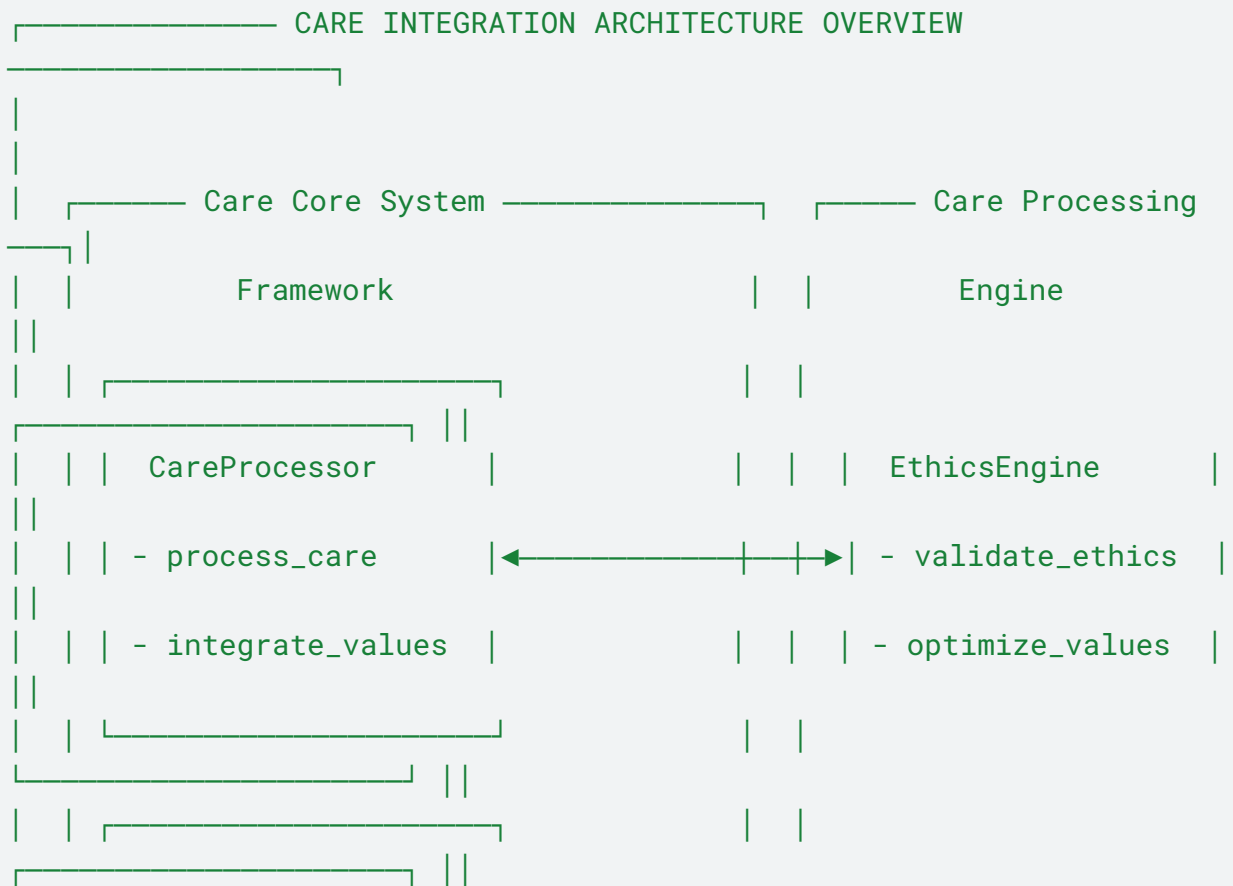 ┌─────────────── CARE INTEGRATION ARCHITECTURE OVERVIEW
───────────────────┐
│
│
│  ┌────── Care Core System ───────────────┐  ┌───── Care Processing
───┐│
│  │         Framework                    │  │        Engine
││
│  │ ┌──────────────────────┐             │  │
┌──────────────────────┐ ││
│  │ │  CareProcessor      │             │  │  │  EthicsEngine      │
││
│  │ │ - process_care      │◄────────────┼──┼─►│ - validate_ethics  │
││
│  │ │ - integrate_values  │             │  │  │ - optimize_values  │
││
│  │ └──────────────────────┘             │  │
└──────────────────────┘ ││
│  │ ┌──────────────────────┐             │  │
┌──────────────────────┐ ││